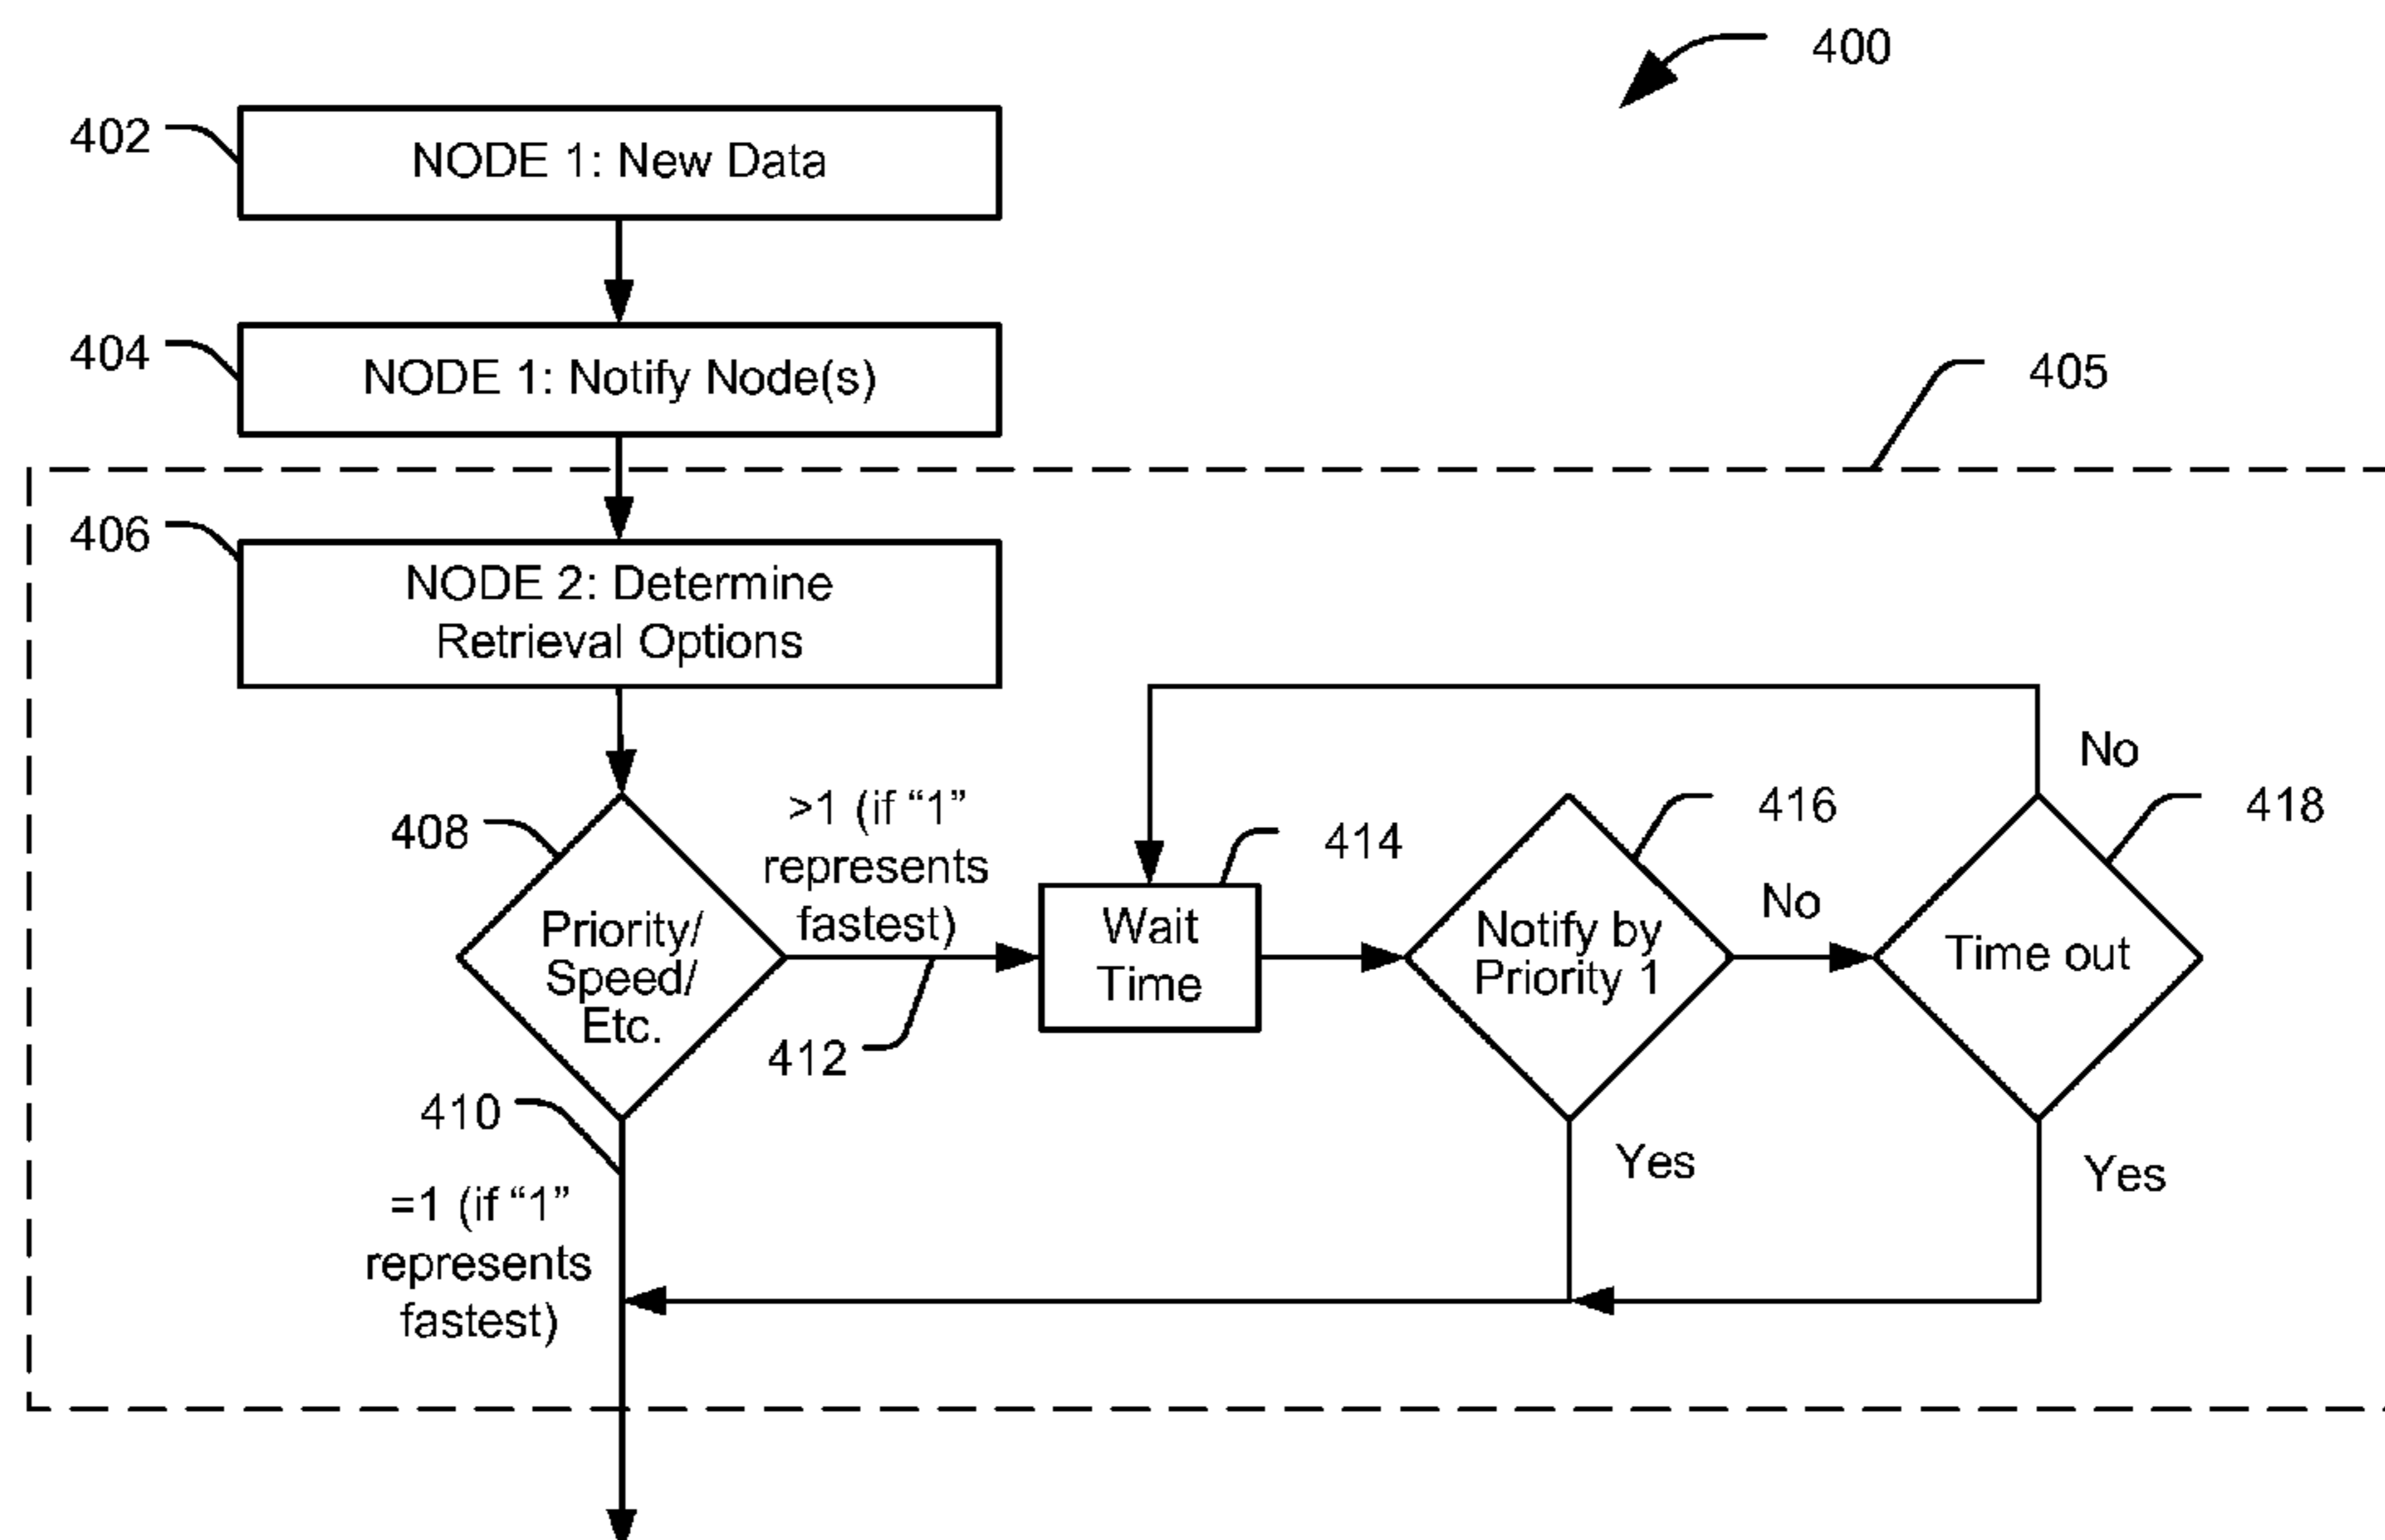 400
402
NODE 1: New Data
404
NODE 1: Notify Node(s)
405
406
NODE 2: Determine
Retrieval Options
408
Priority/
Speed/
Etc.
>1 (if “1”
represents
fastest)
412
414
Wait
Time
416
Notify by
Priority 1
No
418
Time out
No
Yes
Yes
410
=1 (if “1”
represents
fastest)